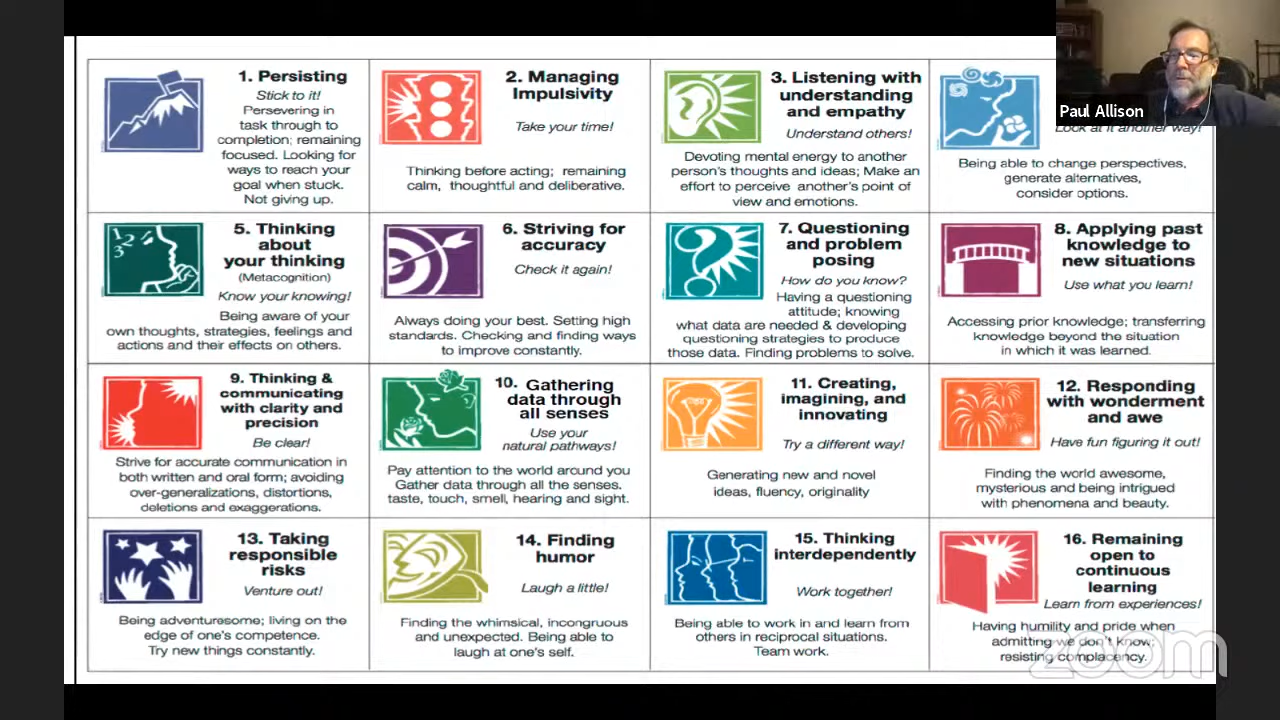 Paul Allison
1. Persisting
Stick to it!
Persevering in
task through to
completion; remaining
focused. Looking for
ways to reach your
goal when stuck.
Not giving up.
2. Managing
Impulsivity
Take your time!
Thinking before acting; remaining
calm, thoughtful and deliberative.
3. Listening with
understanding
and empathy
Understand others!
Devoting mental energy to another
person's thoughts and ideas; Make an
effort to perceive another's point of
view and emotions.
Look at it another way!
Being able to change perspectives,
generate alternatives,
consider options.
5. Thinking
about
your thinking
(Metacognition)
Know your knowing!
Being aware of your
own thoughts, strategies, feelings and
actions and their effects on others.
6. Striving for
accuracy
Check it again!
Always doing your best. Setting high
standards. Checking and finding ways
to improve constantly.
7. Questioning
and problem
posing
How do you know?
Having a questioning
attitude; knowing
what data are needed & developing
questioning strategies to produce
those data. Finding problems to solve.
8. Applying past
knowledge to
new situations
Use what you learn!
Accessing prior knowledge; transferring
knowledge beyond the situation
in which it was learned.
9. Thinking &
communicating
with clarity and
precision
Be clear!
Strive for accurate communication in
both written and oral form; avoiding
over-generalizations, distortions,
deletions and exaggerations.
10. Gathering
data through
all senses
Use your
natural pathways!
Pay attention to the world around you
Gather data through all the senses.
taste, touch, smell, hearing and sight.
11. Creating,
imagining, and
innovating
Try a different way!
Generating new and novel
ideas, fluency, originality
12. Responding
with wonderment
and awe
Have fun figuring it out!
Finding the world awesome,
mysterious and being intrigued
with phenomena and beauty.
13. Taking
responsible
risks
Venture out!
Being adventuresome; living on the
edge of one's competence.
Try new things constantly.
14. Finding
humor
Laugh a little!
Finding the whimsical, incongruous
and unexpected. Being able to
laugh at one's self.
15. Thinking
interdependently
Work together!
Being able to work in and learn from
others in reciprocal situations.
Team work.
16. Remaining
open to
continuous
learning
Learn from experiences!
Having humility and pride when
admitting we don't know;
resisting complacency.
zoom